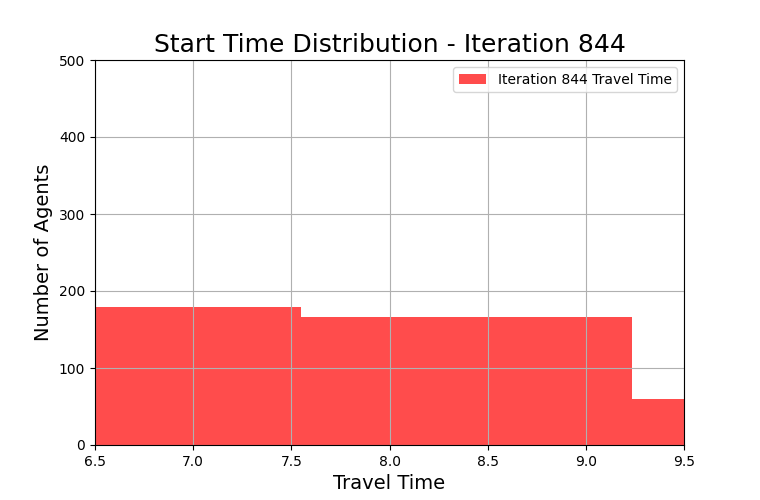 Start Time Distribution - Iteration 844
Iteration 844 Travel Time
Number of Agents
500
400
300
200
100
0
6.5 7.0 7.5 8.0 8.5 9.0 9.5
Travel Time